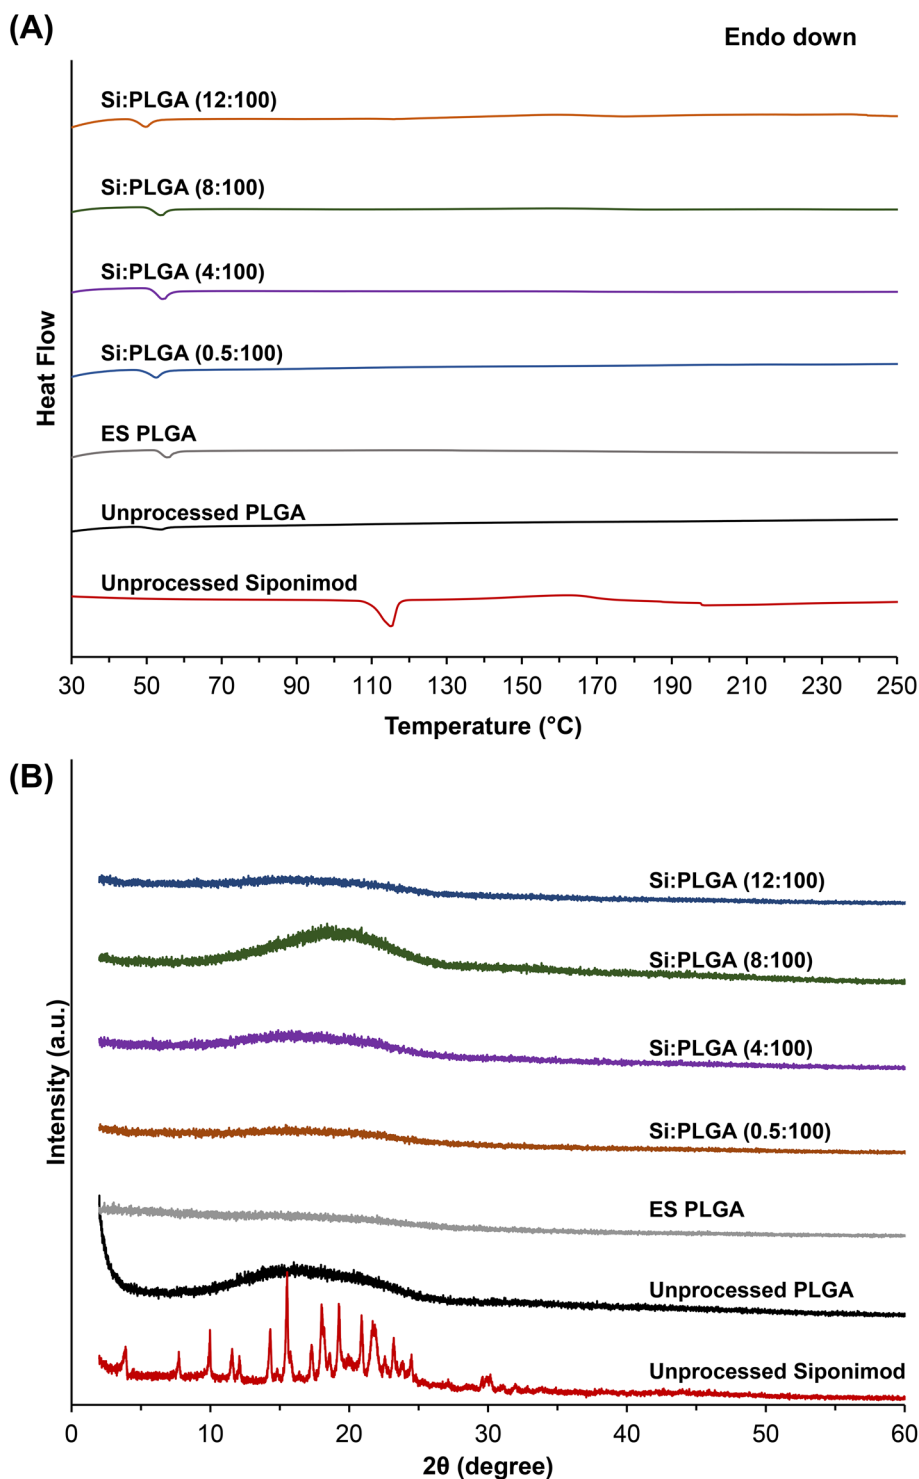 (A)
Endo down
Si:PLGA (12:100)
Si:PLGA (8:100)
Si:PLGA (4:100)
Si:PLGA (0.5:100)
ES PLGA
Unprocessed PLGA
Unprocessed Siponimod
Heat Flow
30 50 70 90 110 130 150 170 190 210 230 250
Temperature (°C)
(B)
Si:PLGA (12:100)
Si:PLGA (8:100)
Si:PLGA (4:100)
Si:PLGA (0.5:100)
ES PLGA
Unprocessed PLGA
Unprocessed Siponimod
Intensity (a.u.)
0 10 20 30 40 50 60
2θ (degree)